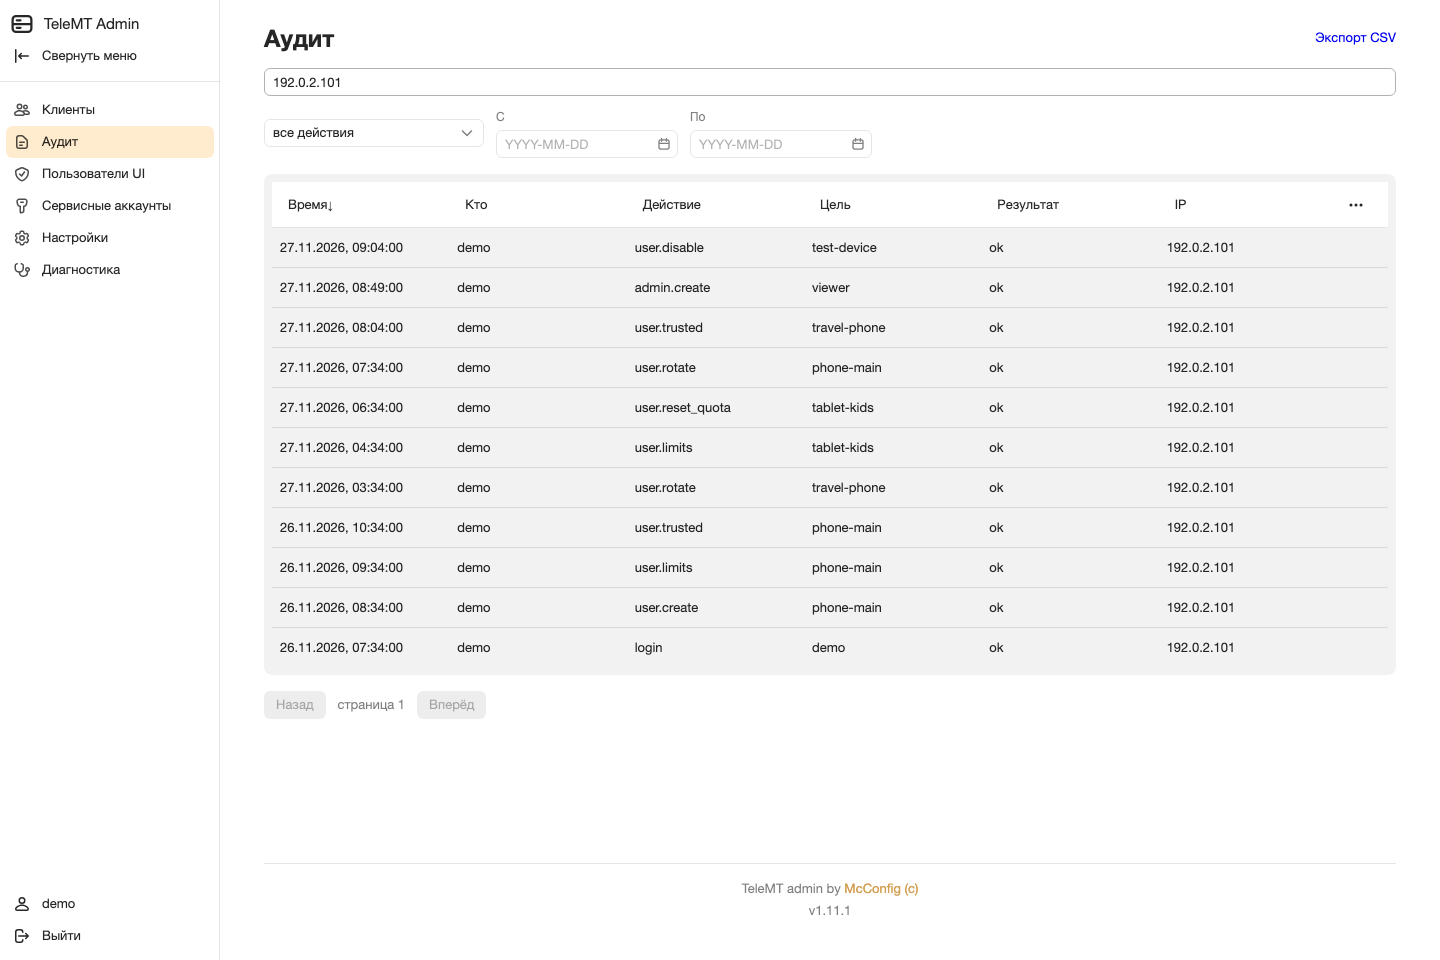 TeleMT Admin
Свернуть меню
Клиенты
Аудит
Пользователи UI
Сервисные аккаунты
Настройки
Диагностика
demo
Выйти
Аудит
Экспорт CSV
192.0.2.101
все действия
С
YYYY-MM-DD
По
YYYY-MM-DD
Время↓ Кто Действие Цель Результат IP
27.11.2026, 09:04:00 demo user.disable test-device ok 192.0.2.101
27.11.2026, 08:49:00 demo admin.create viewer ok 192.0.2.101
27.11.2026, 08:04:00 demo user.trusted travel-phone ok 192.0.2.101
27.11.2026, 07:34:00 demo user.rotate phone-main ok 192.0.2.101
27.11.2026, 06:34:00 demo user.reset_quota tablet-kids ok 192.0.2.101
27.11.2026, 04:34:00 demo user.limits tablet-kids ok 192.0.2.101
27.11.2026, 03:34:00 demo user.rotate travel-phone ok 192.0.2.101
26.11.2026, 10:34:00 demo user.trusted phone-main ok 192.0.2.101
26.11.2026, 09:34:00 demo user.limits phone-main ok 192.0.2.101
26.11.2026, 08:34:00 demo user.create phone-main ok 192.0.2.101
26.11.2026, 07:34:00 demo login demo ok 192.0.2.101
Назад страница 1 Вперёд
TeleMT admin by McConfig (c)
v1.11.1